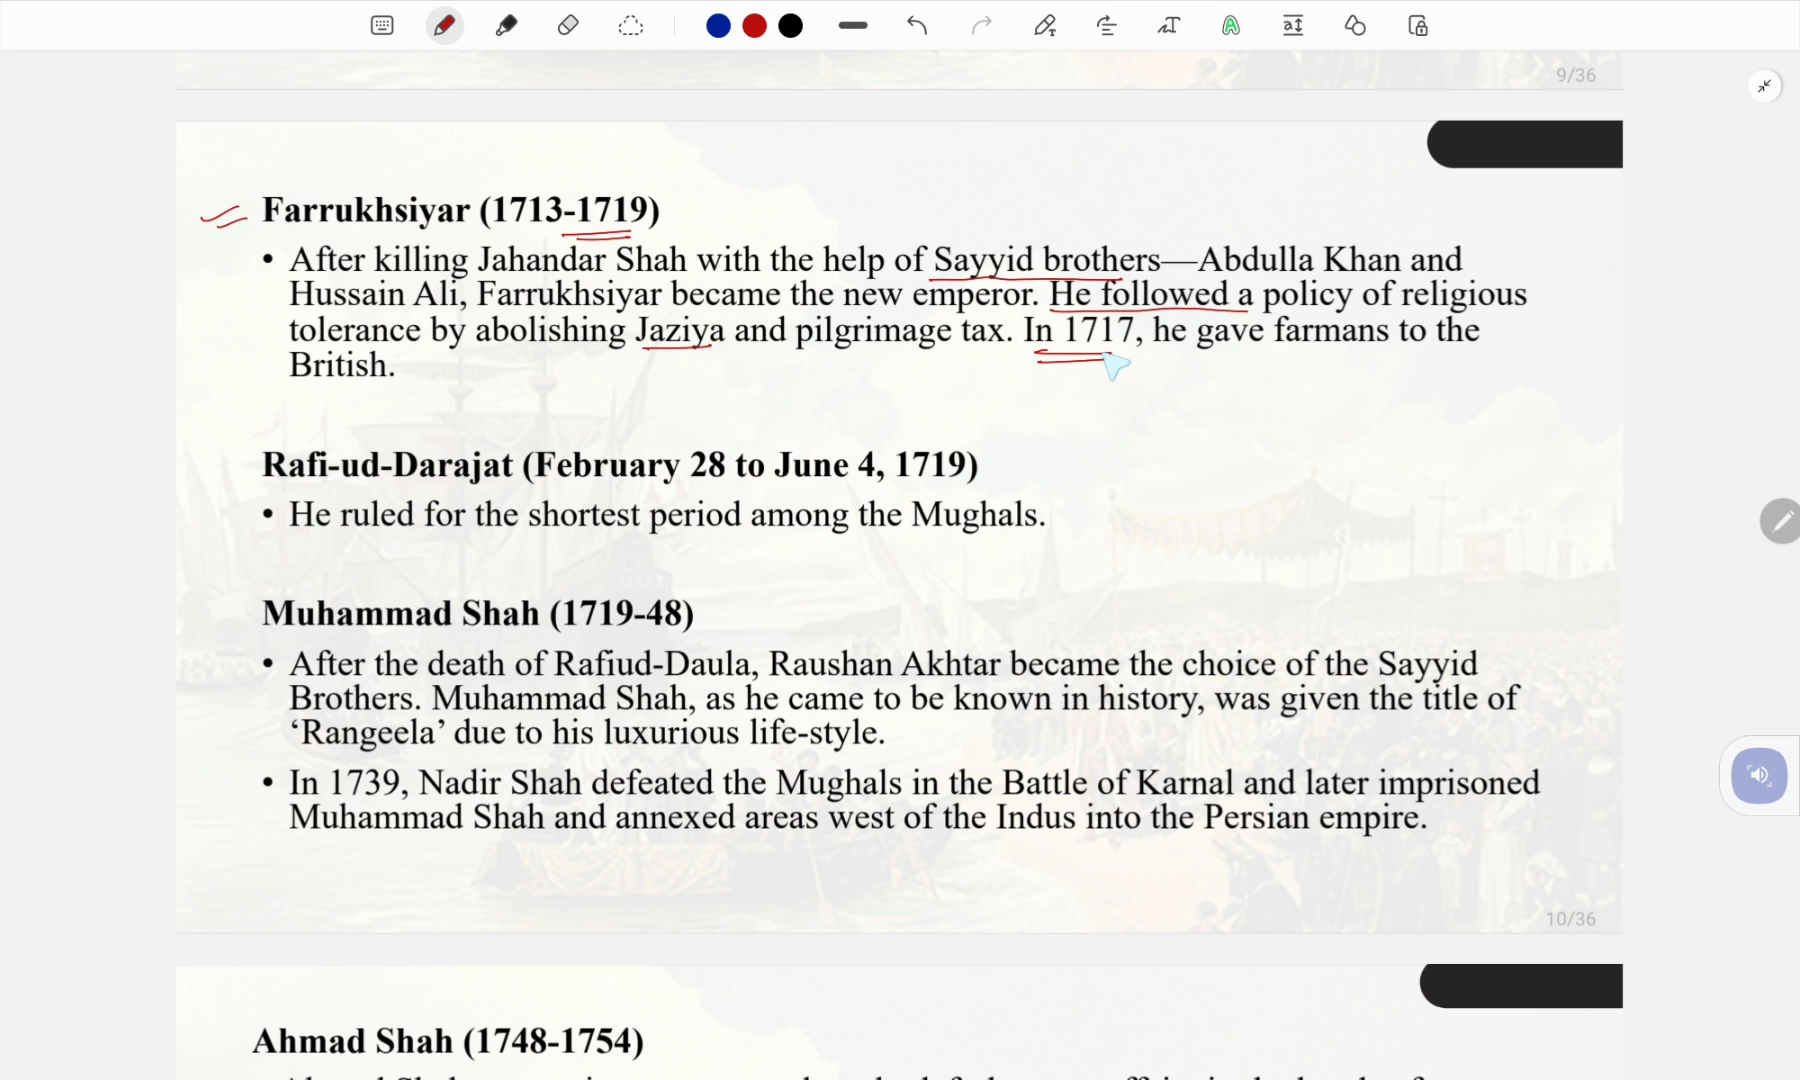 9/36
Farrukhsiyar (1713-1719)
• After killing Jahandar Shah with the help of Sayyid brothers—Abdulla Khan and
Hussain Ali, Farrukhsiyar became the new emperor. He followed a policy of religious
tolerance by abolishing Jaziya and pilgrimage tax. In 1717, he gave farmans to the
British.
Rafi-ud-Darajat (February 28 to June 4, 1719)
• He ruled for the shortest period among the Mughals.
Muhammad Shah (1719-48)
• After the death of Rafiud-Daula, Raushan Akhtar became the choice of the Sayyid
Brothers. Muhammad Shah, as he came to be known in history, was given the title of
‘Rangeela’ due to his luxurious life-style.
• In 1739, Nadir Shah defeated the Mughals in the Battle of Karnal and later imprisoned
Muhammad Shah and annexed areas west of the Indus into the Persian empire.
10/36
Ahmad Shah (1748-1754)